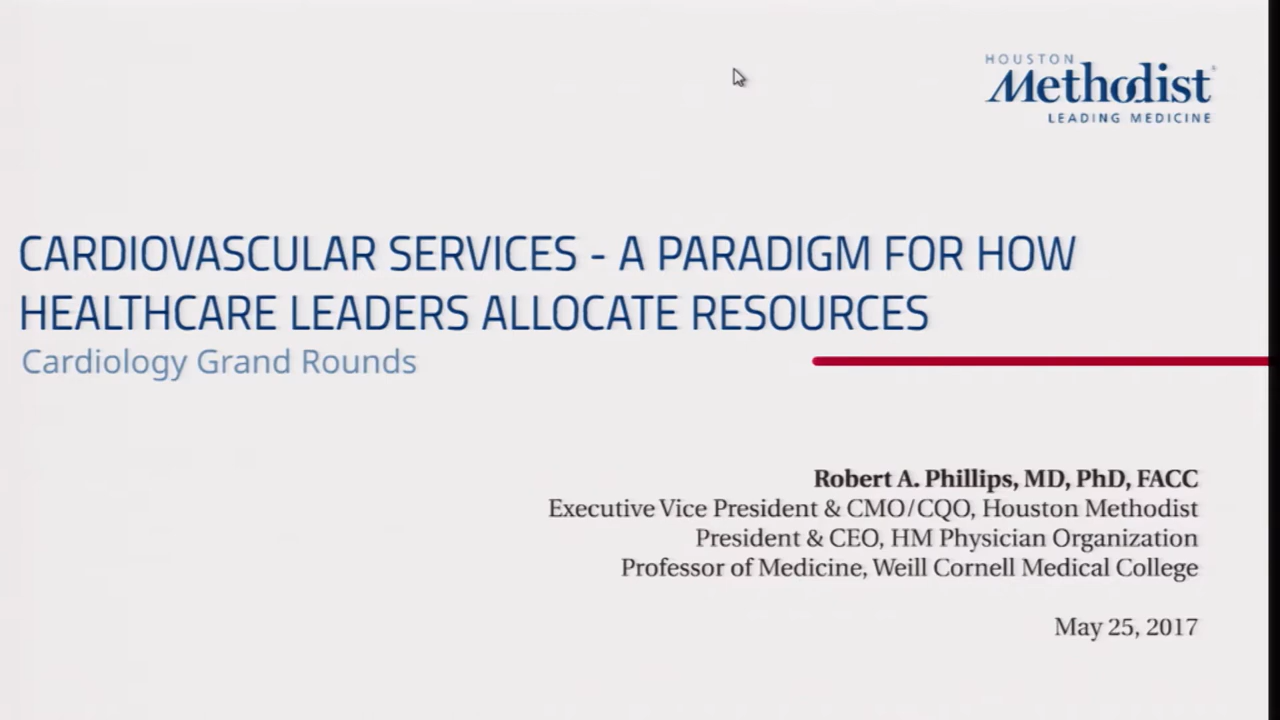 HOUSTON
Methodist
LEADING MEDICINE
CARDIOVASCULAR SERVICES - A PARADIGM FOR HOW
HEALTHCARE LEADERS ALLOCATE RESOURCES
Cardiology Grand Rounds
Robert A. Phillips, MD, PhD, FACC
Executive Vice President & CMO/CQO, Houston Methodist
President & CEO, HM Physician Organization
Professor of Medicine, Weill Cornell Medical College
May 25, 2017